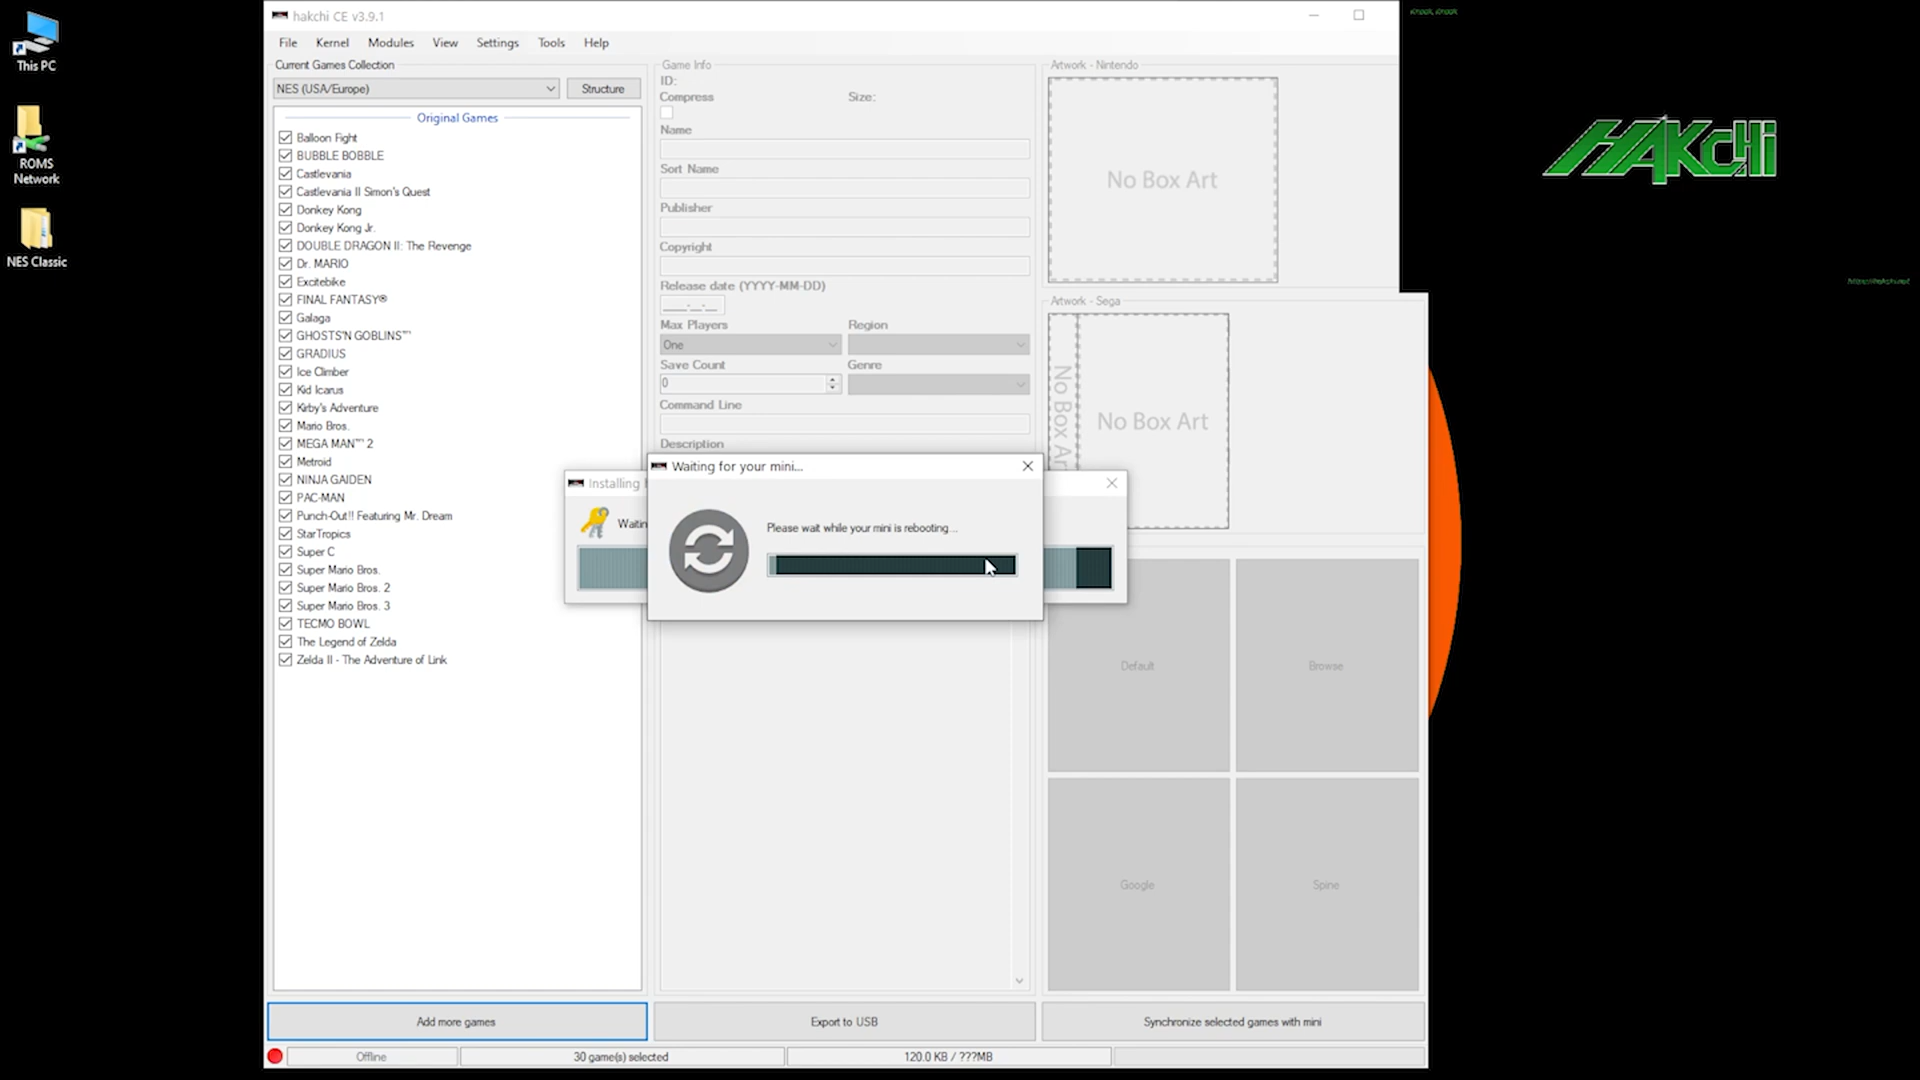 This PC
ROMS
Network
NES Classic
hakchi CE v3.9.1
File Kernel Modules View Settings Tools Help
Current Games Collection
NES (USA/Europe)
Structure
Original Games
Balloon Fight
BUBBLE BOBBLE
Castlevania
Castlevania II Simon's Quest
Donkey Kong
Donkey Kong Jr.
DOUBLE DRAGON II: The Revenge
Dr. MARIO
Excitebike
FINAL FANTASY®
Galaga
GHOSTS'N GOBLINS™
GRADIUS
Ice Climber
Kid Icarus
Kirby's Adventure
Mario Bros.
MEGA MAN™ 2
Metroid
NINJA GAIDEN
PAC-MAN
Punch-Out!! Featuring Mr. Dream
StarTropics
Super C
Super Mario Bros.
Super Mario Bros. 2
Super Mario Bros. 3
TECMO BOWL
The Legend of Zelda
Zelda II - The Adventure of Link
Game Info
ID:
Compress
Size:
Name
Sort Name
Publisher
Copyright
Release date (YYYY-MM-DD)
____-__-__
Max Players
Region
One
Save Count
Genre
0
Command Line
Description
Artwork - Nintendo
No Box Art
Artwork - Sega
No Box Ar
No Box Art
Installing
Waitin
Waiting for your mini...
Please wait while your mini is rebooting...
Default
Browse
Google
Spine
Add more games
Export to USB
Synchronize selected games with mini
Offline
30 game(s) selected
120.0 KB / ???MB
Knock, knock
HAKCHI